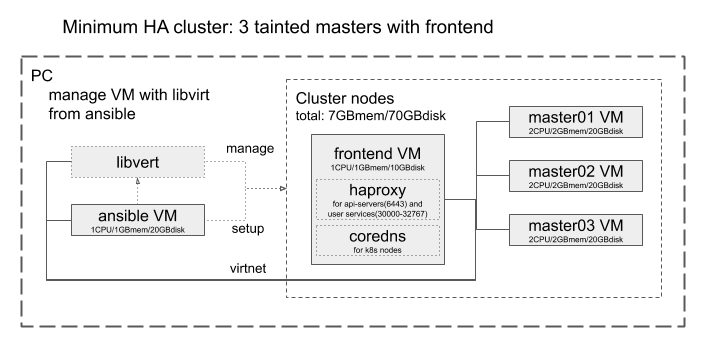 Minimum HA cluster: 3 tainted masters with frontend
PC
manage VM with libvirt
from ansible
libvert
ansible VM
1CPU/1GBmem/20GBdisk
manage
setup
virtnet
Cluster nodes
total: 7GBmem/70GBdisk
frontend VM
1CPU/1GBmem/10GBdisk
haproxy
for api-servers(6443) and
user services(30000-32767)
coredns
for k8s nodes
master01 VM
2CPU/2GBmem/20GBdisk
master02 VM
2CPU/2GBmem/20GBdisk
master03 VM
2CPU/2GBmem/20GBdisk